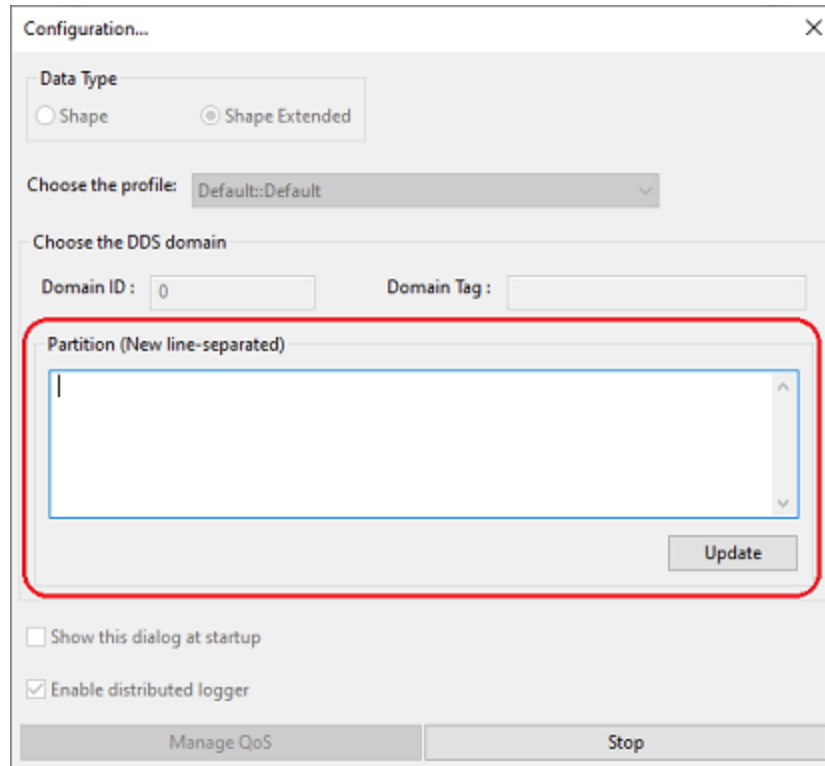 Configuration...
Data Type
Shape Shape Extended
Choose the profile: Default::Default
Choose the DDS domain
Domain ID : 0 Domain Tag :
Partition (New line-separated)
Update
Show this dialog at startup
Enable distributed logger
Manage QoS Stop